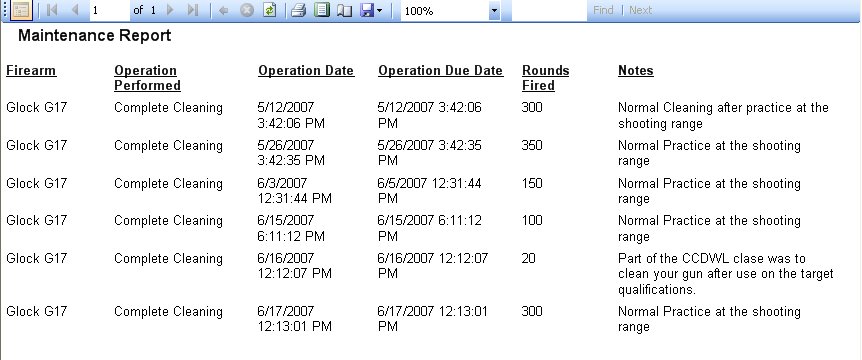 1 of 1 100% Find | Next
Maintenance Report
Firearm Operation Operation Date Operation Due Date Rounds Notes
Performed Fired
Glock G17 Complete Cleaning 5/12/2007 5/12/2007 3:42:06 300 Normal Cleaning after practice at the
3:42:06 PM PM shooting range
Glock G17 Complete Cleaning 5/26/2007 5/26/2007 3:42:35 350 Normal Practice at the shooting
3:42:35 PM PM range
Glock G17 Complete Cleaning 6/3/2007 6/5/2007 12:31:44 150 Normal Practice at the shooting
12:31:44 PM PM range
Glock G17 Complete Cleaning 6/15/2007 6/15/2007 6:11:12 100 Normal Practice at the shooting
6:11:12 PM PM range
Glock G17 Complete Cleaning 6/16/2007 6/16/2007 12:12:07 20 Part of the CCDWL clase was to
12:12:07 PM PM clean your gun after use on the target
qualifications.
Glock G17 Complete Cleaning 6/17/2007 6/17/2007 12:13:01 300 Normal Practice at the shooting
12:13:01 PM PM range